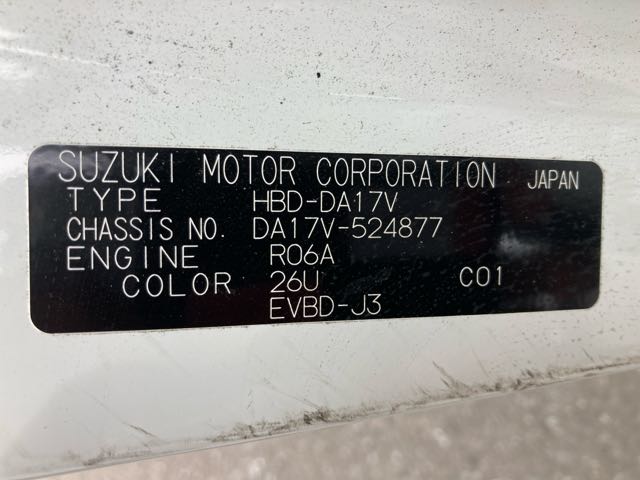 SUZUKI MOTOR CORPORATION JAPAN
TYPE HBD-DA17V
CHASSIS NO. DA17V-524877
ENGINE R06A
COLOR 26U C01
EVBD-J3